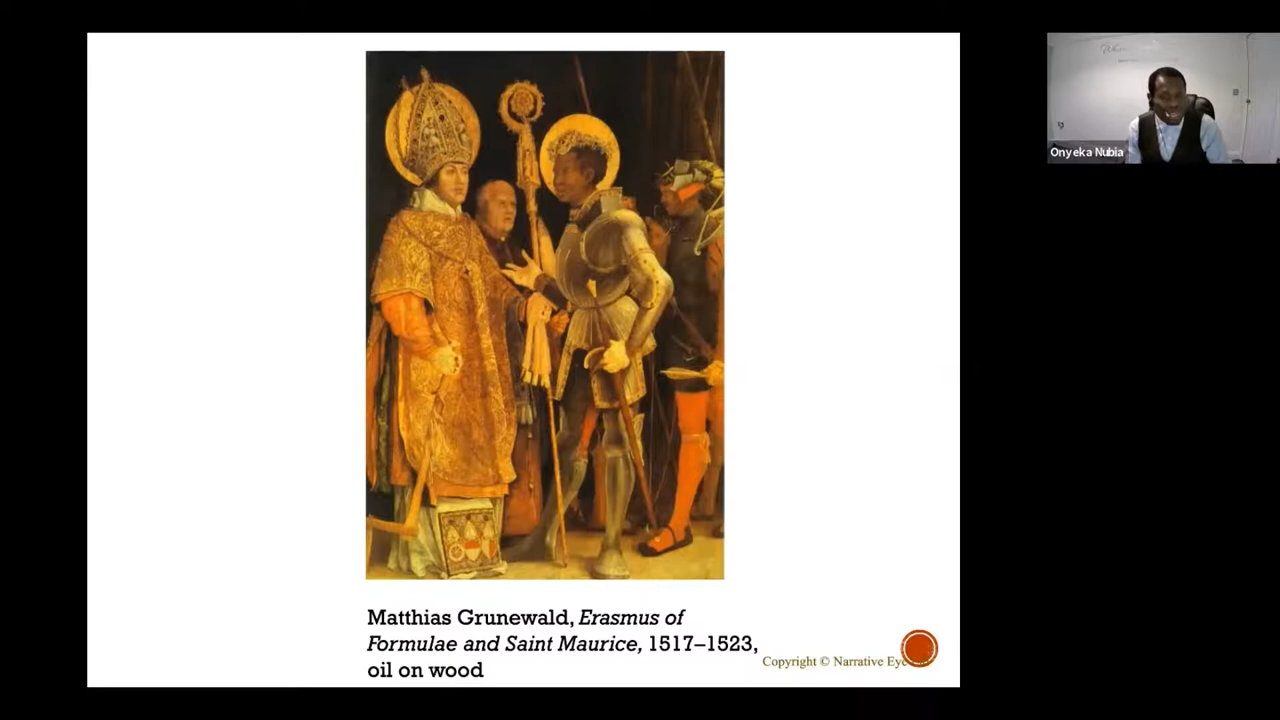 Onyeka Nubia
Matthias Grunewald, Erasmus of
Formulae and Saint Maurice, 1517–1523,
oil on wood
Copyright © Narrative Eye